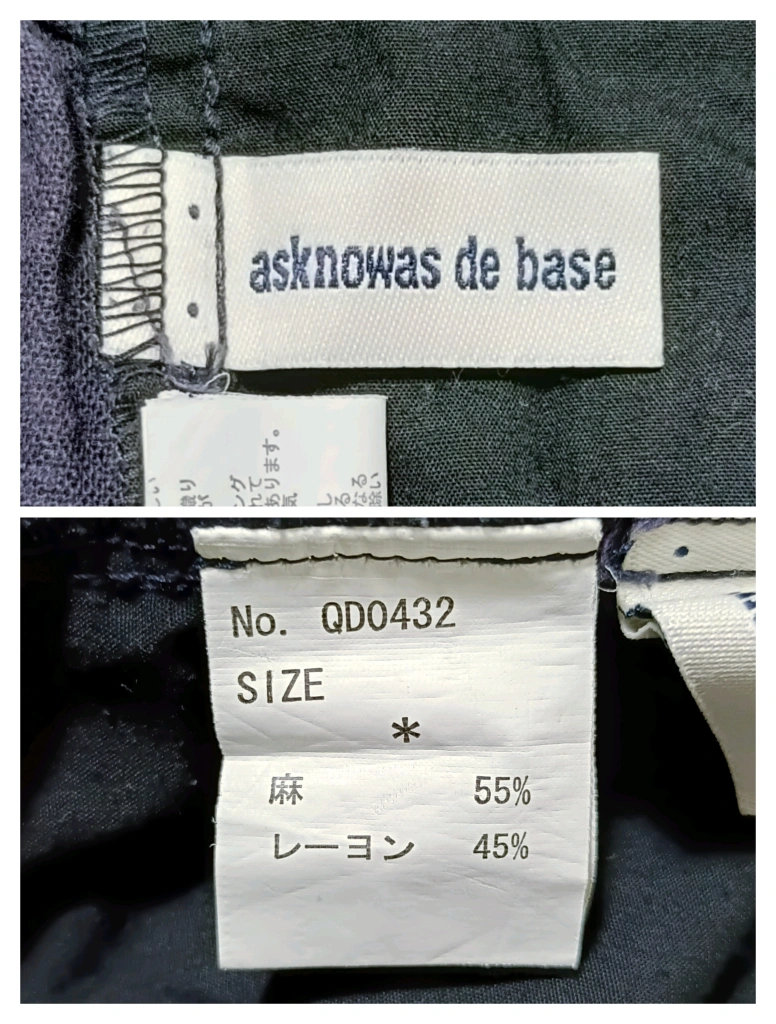 asknowas de base
No. QD0432
SIZE
*
麻 55%
レーヨン 45%